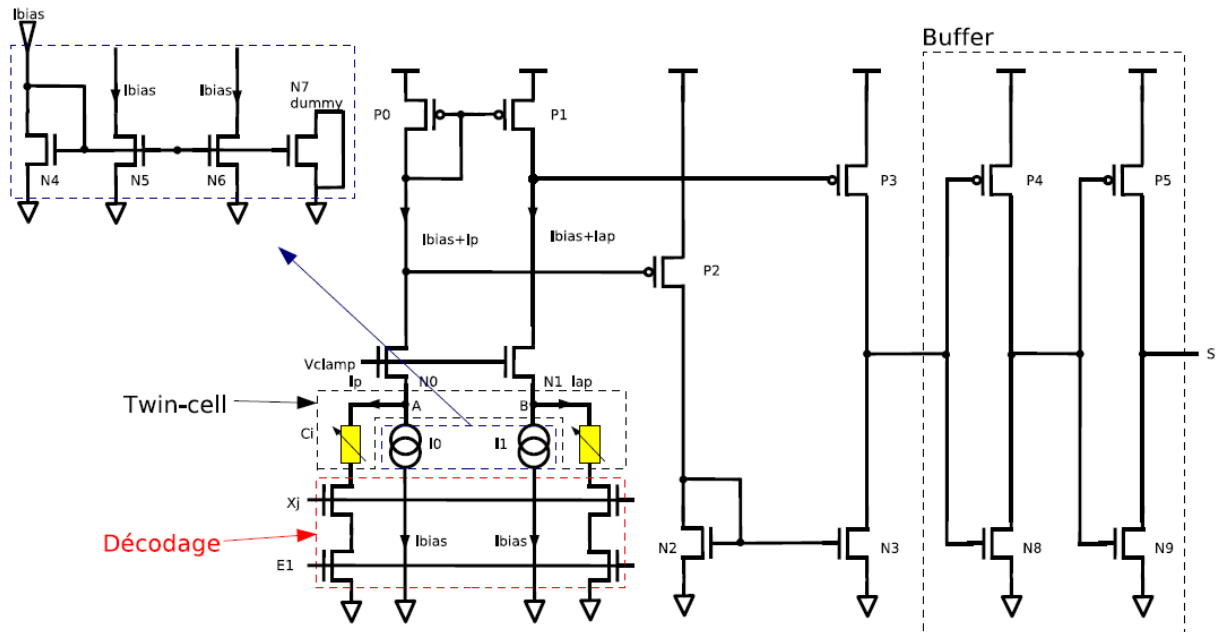 Ibias
Buffer
Ibias
Ibias
N7
dummy
P0
P1
N4
N5
N6
P3
P4
P5
Ibias+Ip
Ibias+Iap
P2
Vclamp
S
Ip
N0
N1
Iap
Twin-cell
A
B
Ci
I0
I1
Xj
Décodage
Ibias
Ibias
N2
N3
N8
N9
E1